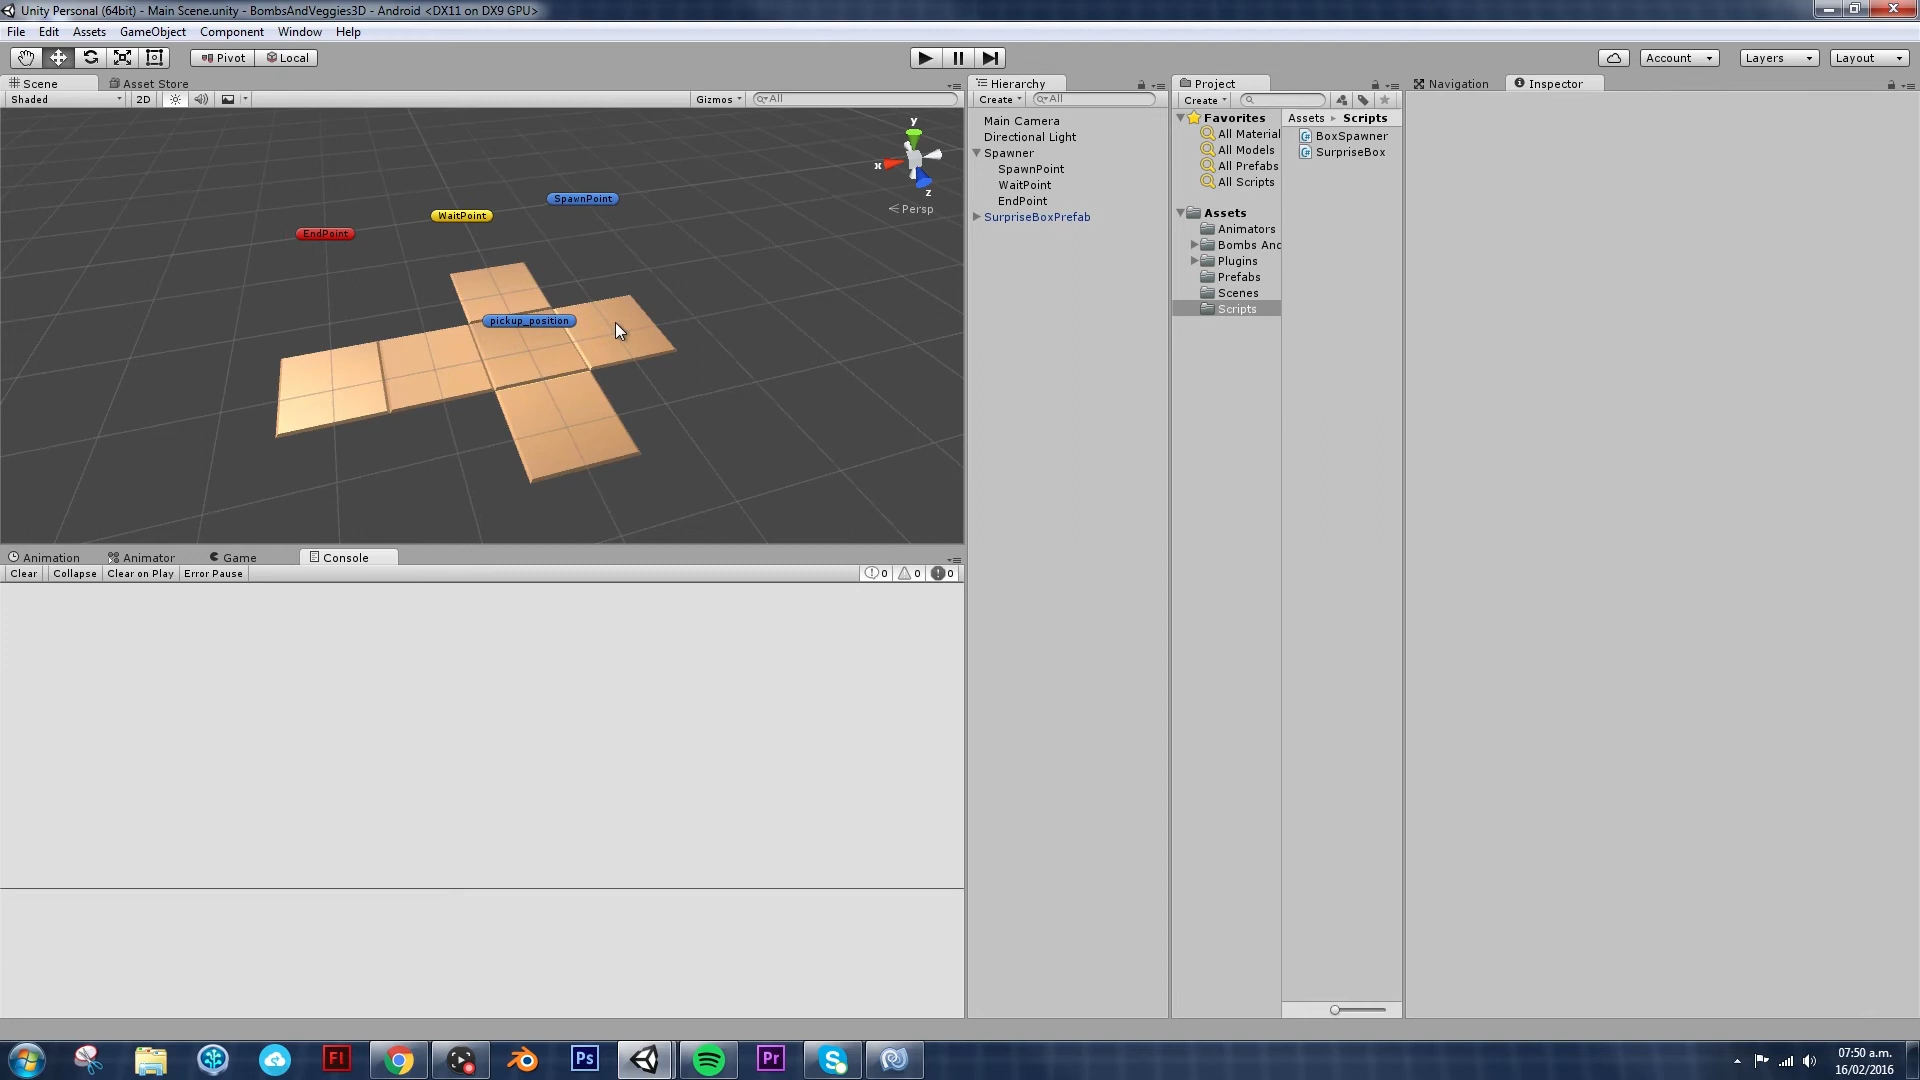 Unity Personal (64bit) - Main Scene.unity - BombsAndVeggies3D - Android <DX11 on DX9 GPU>
File Edit Assets GameObject Component Window Help
Pivot Local
Account Layers Layout
Scene Asset Store
Shaded 2D Gizmos All
y
x
z
Persp
SpawnPoint
WaitPoint
EndPoint
pickup_position
Animation Animator Game Console
Clear Collapse Clear on Play Error Pause 0 0 0
Hierarchy
Create All
Main Camera
Directional Light
Spawner
SpawnPoint
WaitPoint
EndPoint
SurpriseBoxPrefab
Project
Create
Favorites
All Material
All Models
All Prefabs
All Scripts
Assets
Animators
Bombs And
Plugins
Prefabs
Scenes
Scripts
Assets Scripts
BoxSpawner
SurpriseBox
Navigation Inspector
Fl Ps Pr
07:50 a.m.
16/02/2016